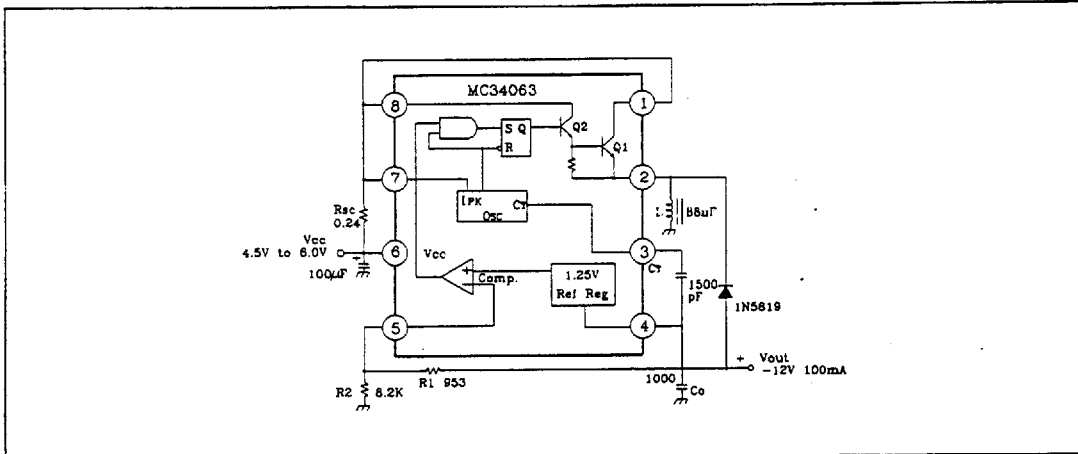 MC34063
8
1
S Q
Q2
R
Q1
7
2
IPK
CT
Osc
Rsc
0.24
Vcc
4.5V to 6.0V
6
Vcc
3
CT
+
100µF
Comp.
1.25V
Ref Reg
1500
pF
1N5819
5
4
+ Vout
-12V 100mA
R1 953
1000
Co
R2 8.2K